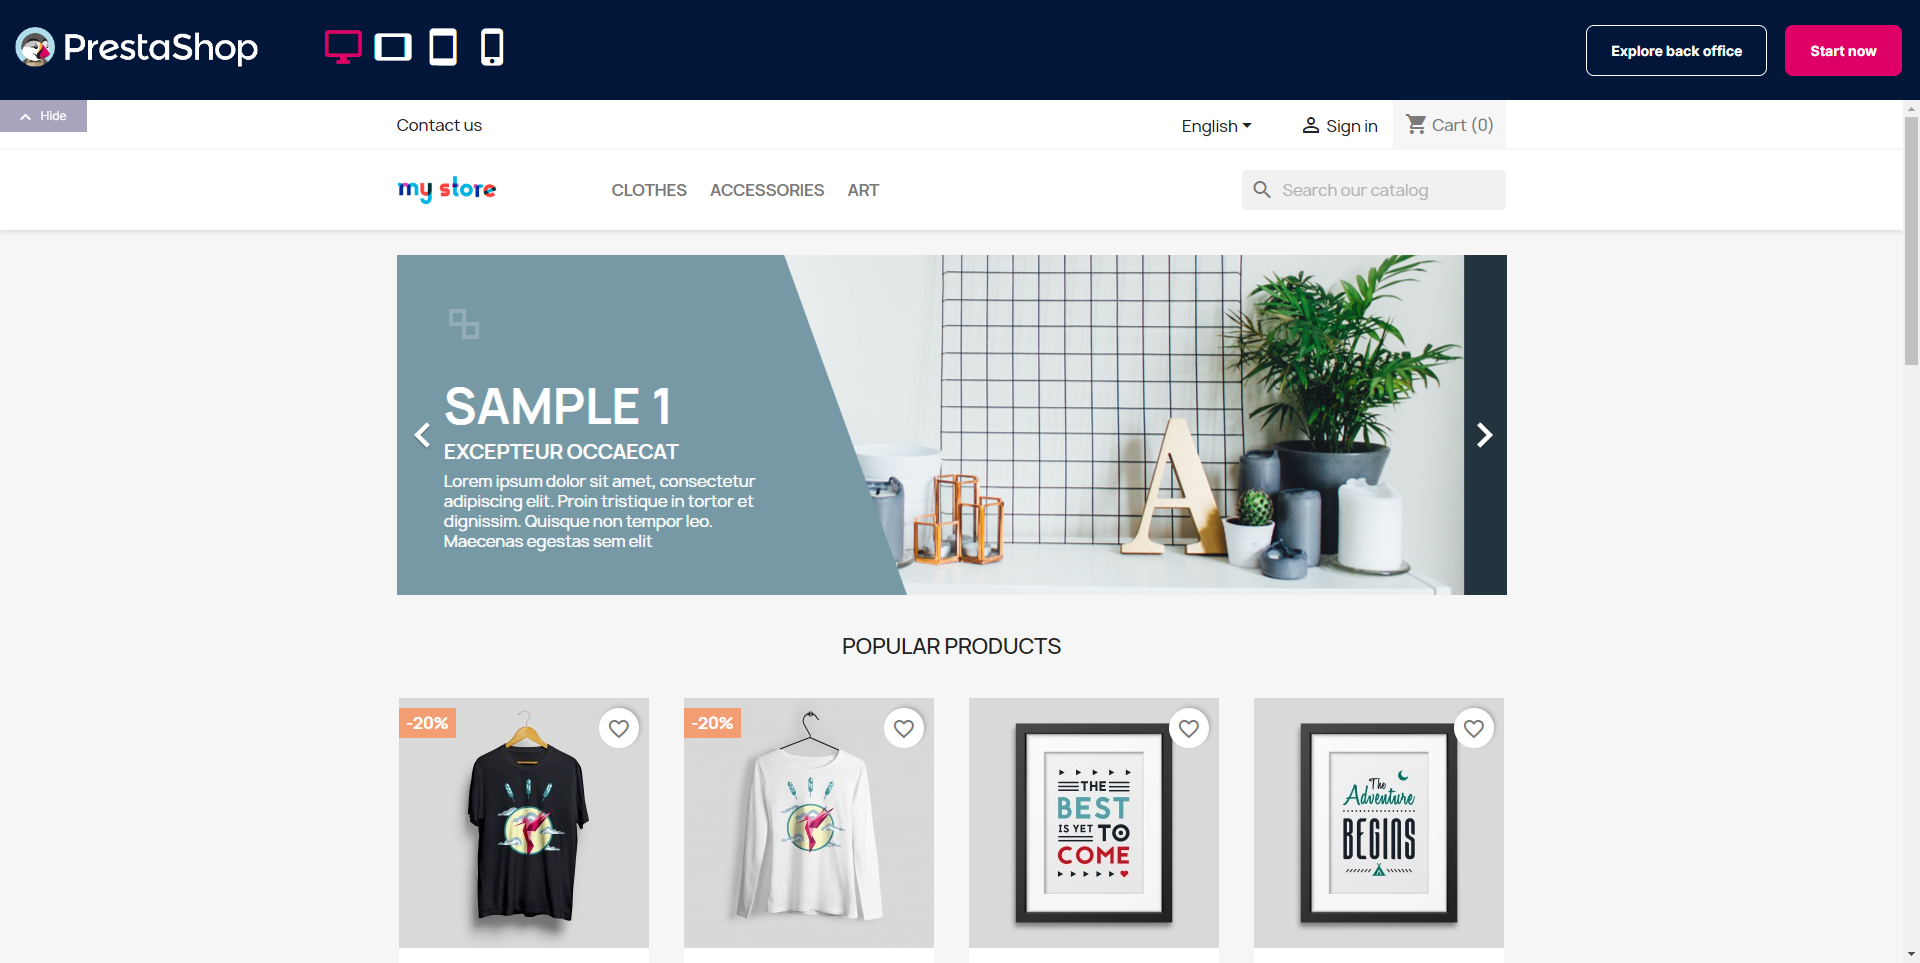 PrestaShop
Explore back office
Start now
Hide
Contact us
English
Sign in
Cart (0)
my store
CLOTHES
ACCESSORIES
ART
Search our catalog
SAMPLE 1
EXCEPTEUR OCCAECAT
Lorem ipsum dolor sit amet, consectetur
adipiscing elit. Proin tristique in tortor et
dignissim. Quisque non tempor leo.
Maecenas egestas sem elit
A
POPULAR PRODUCTS
-20%
-20%
THE
BEST
IS YET TO
COME
The
Adventure
BEGINS